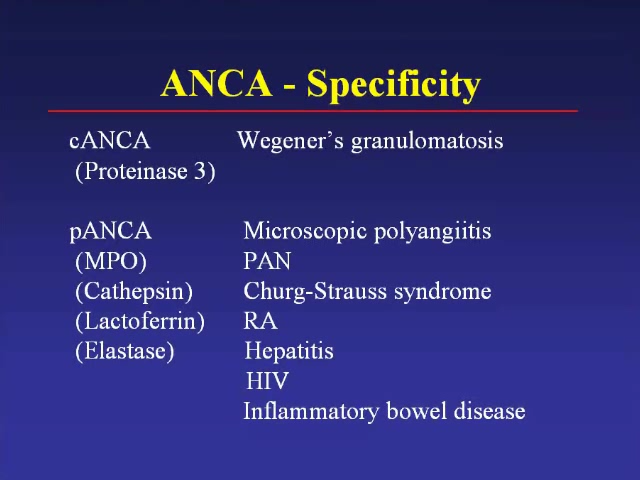 ANCA - Specificity
cANCA Wegener's granulomatosis
(Proteinase 3)
pANCA Microscopic polyangiitis
(MPO) PAN
(Cathepsin) Churg-Strauss syndrome
(Lactoferrin) RA
(Elastase) Hepatitis
HIV
Inflammatory bowel disease